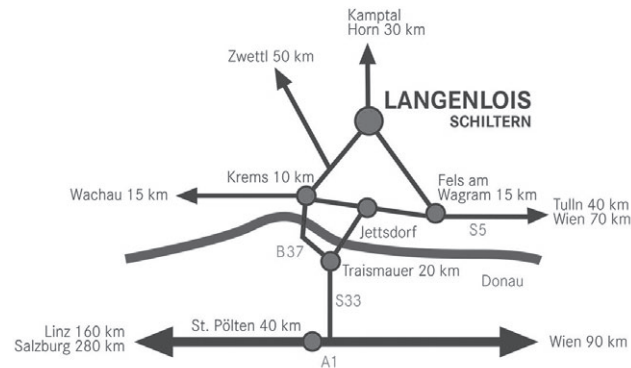 Kamptal
Horn 30 km
Zwettl 50 km
LANGENLOIS
SCHILTERN
Krems 10 km
Fels am
Wagram 15 km
Wachau 15 km
Tulln 40 km
Wien 70 km
Jettsdorf
S5
B37
Traismauer 20 km
Donau
S33
St. Pölten 40 km
Linz 160 km
Salzburg 280 km
Wien 90 km
A1